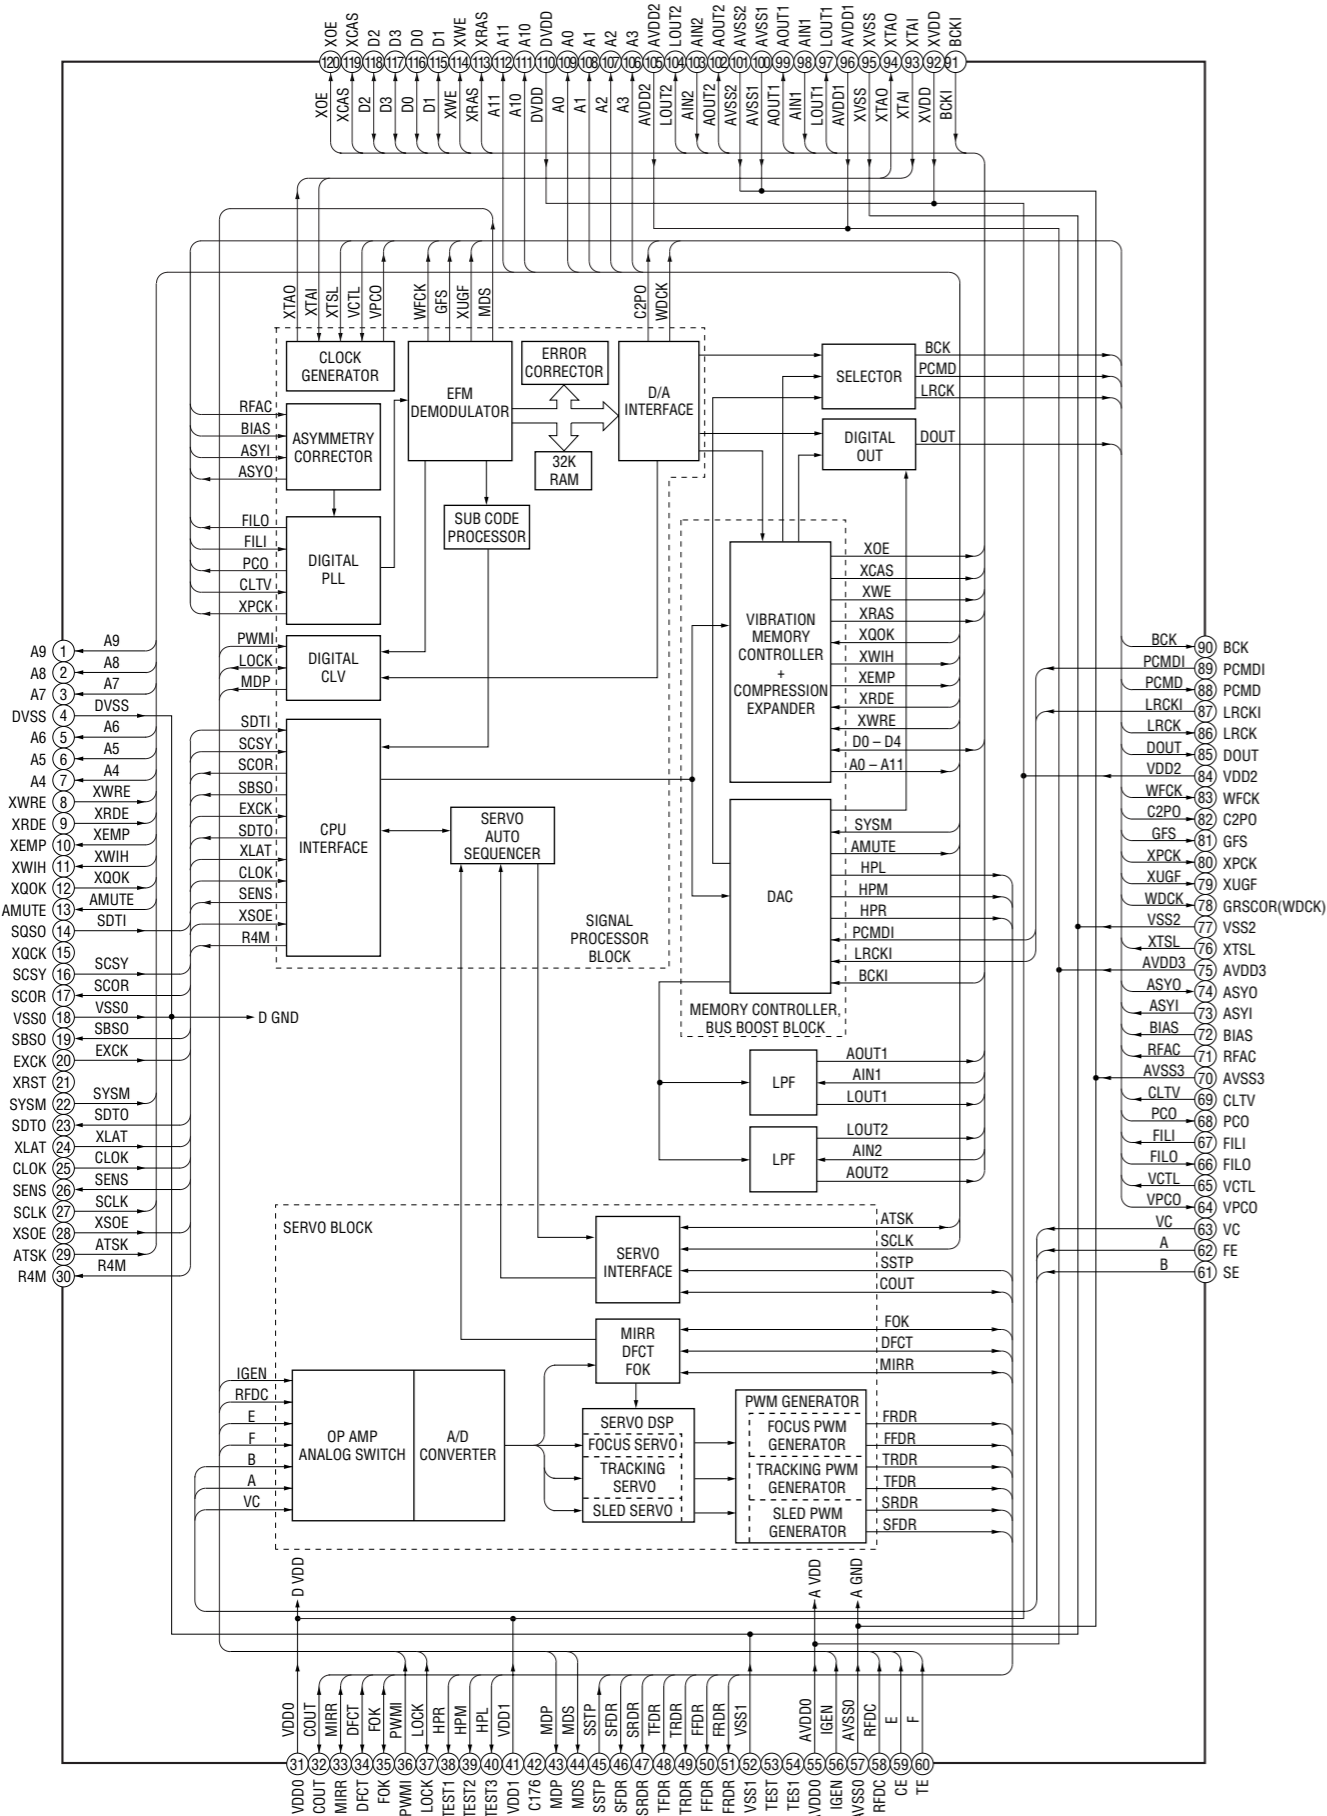 XOE XCAS D2 D3 D0 D1 XWE XRAS A11 A10 DVDD A0 A1 A2 A3 AVDD2 LOUT2 AIN2 AOUT2 AVSS2 AVSS1 AOUT1 AIN1 LOUT1 AVDD1 XVSS XTAO XTAI XVDD BCKI
120 119 118 117 116 115 114 113 112 111 110 109 108 107 106 105 104 103 102 101 100 99 98 97 96 95 94 93 92 91
XOE XCAS D2 D3 D0 D1 XWE XRAS A11 A10 DVDD A0 A1 A2 A3 AVDD2 LOUT2 AIN2 AOUT2 AVSS2 AVSS1 AOUT1 AIN1 LOUT1 AVDD1 XVSS XTAO XTAI XVDD BCKI
XTAO XTAI XTSL VCTL VPCO WFCK GFS XUGF MDS C2PO WDCK
CLOCK
GENERATOR
EFM
DEMODULATOR
ERROR
CORRECTOR
32K
RAM
D/A
INTERFACE
SELECTOR
BCK
PCMD
LRCK
DIGITAL
OUT
DOUT
RFAC
BIAS
ASYI
ASYO
ASYMMETRY
CORRECTOR
SUB CODE
PROCESSOR
FILO
FILI
PCO
CLTV
XPCK
DIGITAL
PLL
PWMI
LOCK
MDP
DIGITAL
CLV
SDTI
SCSY
SCOR
SBSO
EXCK
SDTO
XLAT
CLOK
SENS
XSOE
R4M
CPU
INTERFACE
SERVO
AUTO
SEQUENCER
SIGNAL
PROCESSOR
BLOCK
VIBRATION
MEMORY
CONTROLLER
+
COMPRESSION
EXPANDER
XOE
XCAS
XWE
XRAS
XQOK
XWIH
XEMP
XRDE
XWRE
D0 – D4
A0 – A11
DAC
SYSM
AMUTE
HPL
HPM
HPR
PCMDI
LRCKI
BCKI
MEMORY CONTROLLER,
BUS BOOST BLOCK
LPF
AOUT1
AIN1
LOUT1
LPF
LOUT2
AIN2
AOUT2
A9 1 A9
A8 2 A8
A7 3 A7
DVSS 4 DVSS
A6 5 A6
A5 6 A5
A4 7 A4
XWRE 8 XWRE
XRDE 9 XRDE
XEMP 10 XEMP
XWIH 11 XWIH
XQOK 12 XQOK
AMUTE 13 AMUTE
SQSO 14 SDTI
XQCK 15
SCSY 16 SCSY
SCOR 17 SCOR
VSS0 18 VSS0 D GND
SBSO 19 SBSO
EXCK 20 EXCK
XRST 21
SYSM 22 SYSM
SDTO 23 SDTO
XLAT 24 XLAT
CLOK 25 CLOK
SENS 26 SENS
SCLK 27 SCLK
XSOE 28 XSOE
ATSK 29 ATSK
R4M 30 R4M
BCK 90 BCK
PCMDI 89 PCMDI
PCMD 88 PCMD
LRCKI 87 LRCKI
LRCK 86 LRCK
DOUT 85 DOUT
VDD2 84 VDD2
WFCK 83 WFCK
C2PO 82 C2PO
GFS 81 GFS
XPCK 80 XPCK
XUGF 79 XUGF
WDCK 78 GRSCOR(WDCK)
VSS2 77 VSS2
XTSL 76 XTSL
AVDD3 75 AVDD3
ASYO 74 ASYO
ASYI 73 ASYI
BIAS 72 BIAS
RFAC 71 RFAC
AVSS3 70 AVSS3
CLTV 69 CLTV
PCO 68 PCO
FILI 67 FILI
FILO 66 FILO
VCTL 65 VCTL
VPCO 64 VPCO
VC 63 VC
A 62 FE
B 61 SE
SERVO BLOCK
SERVO
INTERFACE
ATSK
SCLK
SSTP
COUT
MIRR
DFCT
FOK
FOK
DFCT
MIRR
IGEN
RFDC
E
F
B
A
VC
OP AMP
ANALOG SWITCH
A/D
CONVERTER
SERVO DSP
FOCUS SERVO
TRACKING
SERVO
SLED SERVO
PWM GENERATOR
FOCUS PWM
GENERATOR
TRACKING PWM
GENERATOR
SLED PWM
GENERATOR
FRDR
FFDR
TRDR
TFDR
SRDR
SFDR
D VDD
A VDD
A GND
VDD0 COUT MIRR DFCT FOK PWMI LOCK HPR HPM HPL VDD1 MDP MDS SSTP SFDR SRDR TFDR TRDR FFDR FRDR VSS1 AVDD0 IGEN AVSS0 RFDC E F
31 32 33 34 35 36 37 38 39 40 41 42 43 44 45 46 47 48 49 50 51 52 53 54 55 56 57 58 59 60
VDD0 COUT MIRR DFCT FOK PWMI LOCK TEST1 TEST2 TEST3 VDD1 C176 MDP MDS SSTP SFDR SRDR TFDR TRDR FFDR FRDR VSS1 TEST TES1 AVDD0 IGEN AVSS0 RFDC CE TE